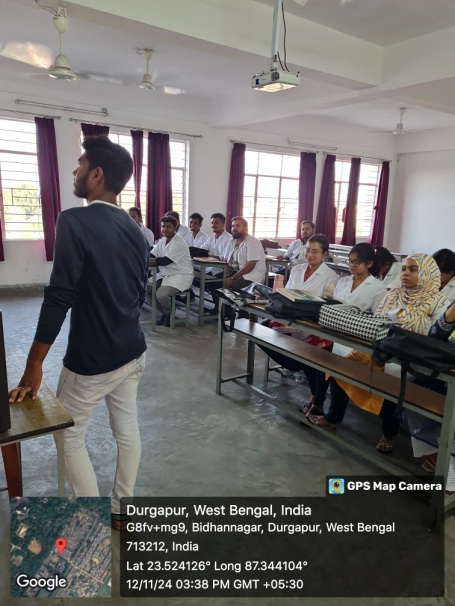 GPS Map Camera
Durgapur, West Bengal, India
G8fv+mg9, Bidhannagar, Durgapur, West Bengal
713212, India
Lat 23.524126° Long 87.344104°
12/11/24 03:38 PM GMT +05:30
Google